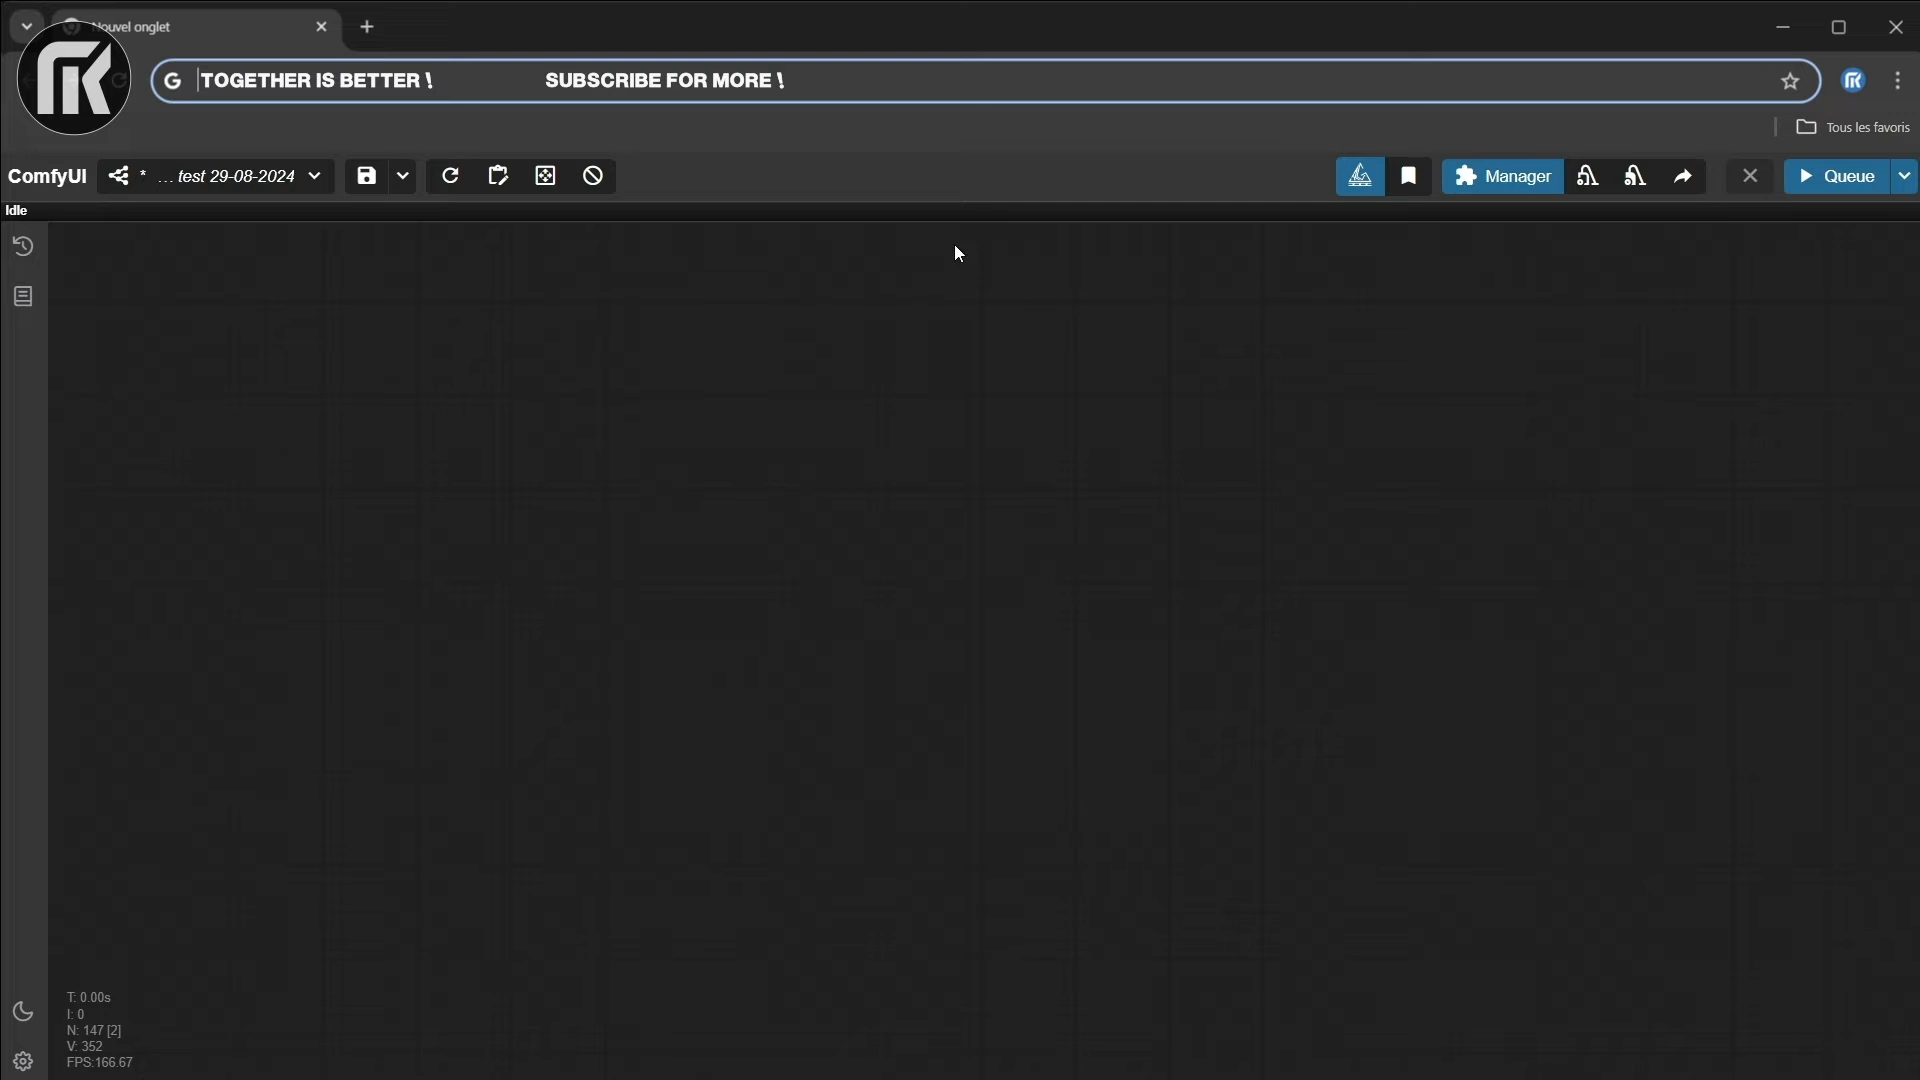 Nouvel onglet
TOGETHER IS BETTER ! SUBSCRIBE FOR MORE !
Tous les favoris
ComfyUI * ... test 29-08-2024 Manager Queue
Idle
T: 0.00s
I: 0
N: 147 [2]
V: 352
FPS:166.67